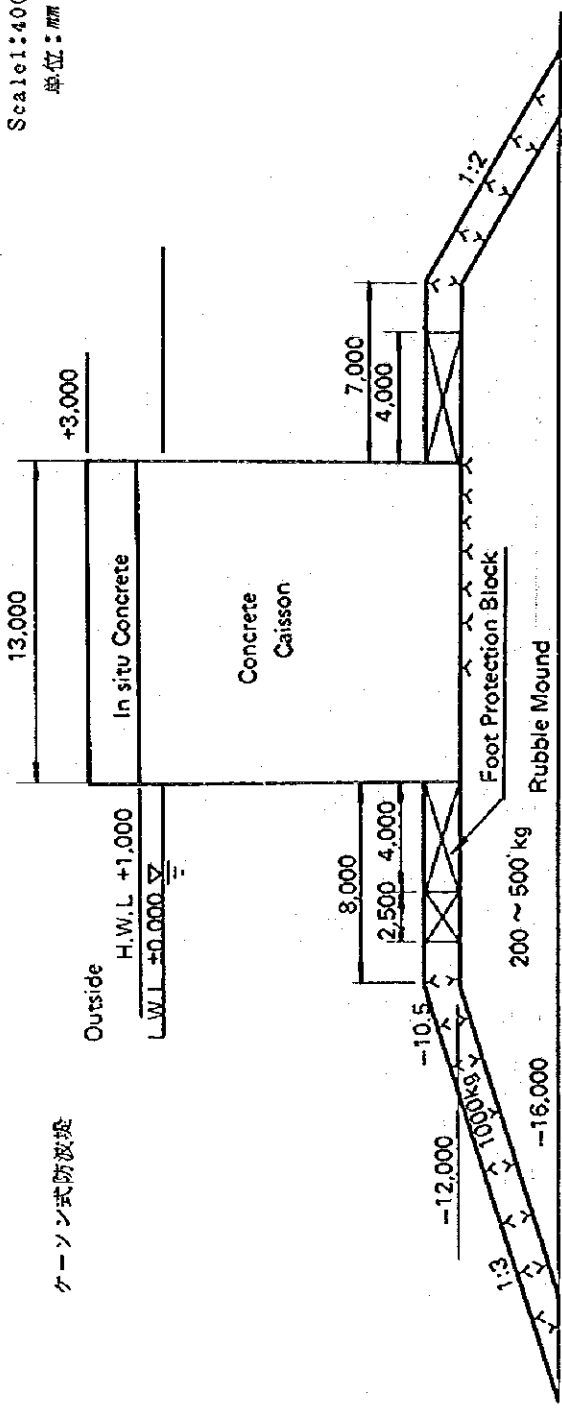 ケーソン式防波堤
Scale1:400
単位:mm
13,000
+3,000
Outside
H.W.L +1,000
L.W.L +0.000
In situ Concrete
Concrete
Caisson
8,000
2,500
4,000
7,000
4,000
-10.5
-12,000
1000kg
1:3
1:2
Foot Protection Block
200~500kg
Rubble Mound
-16,000